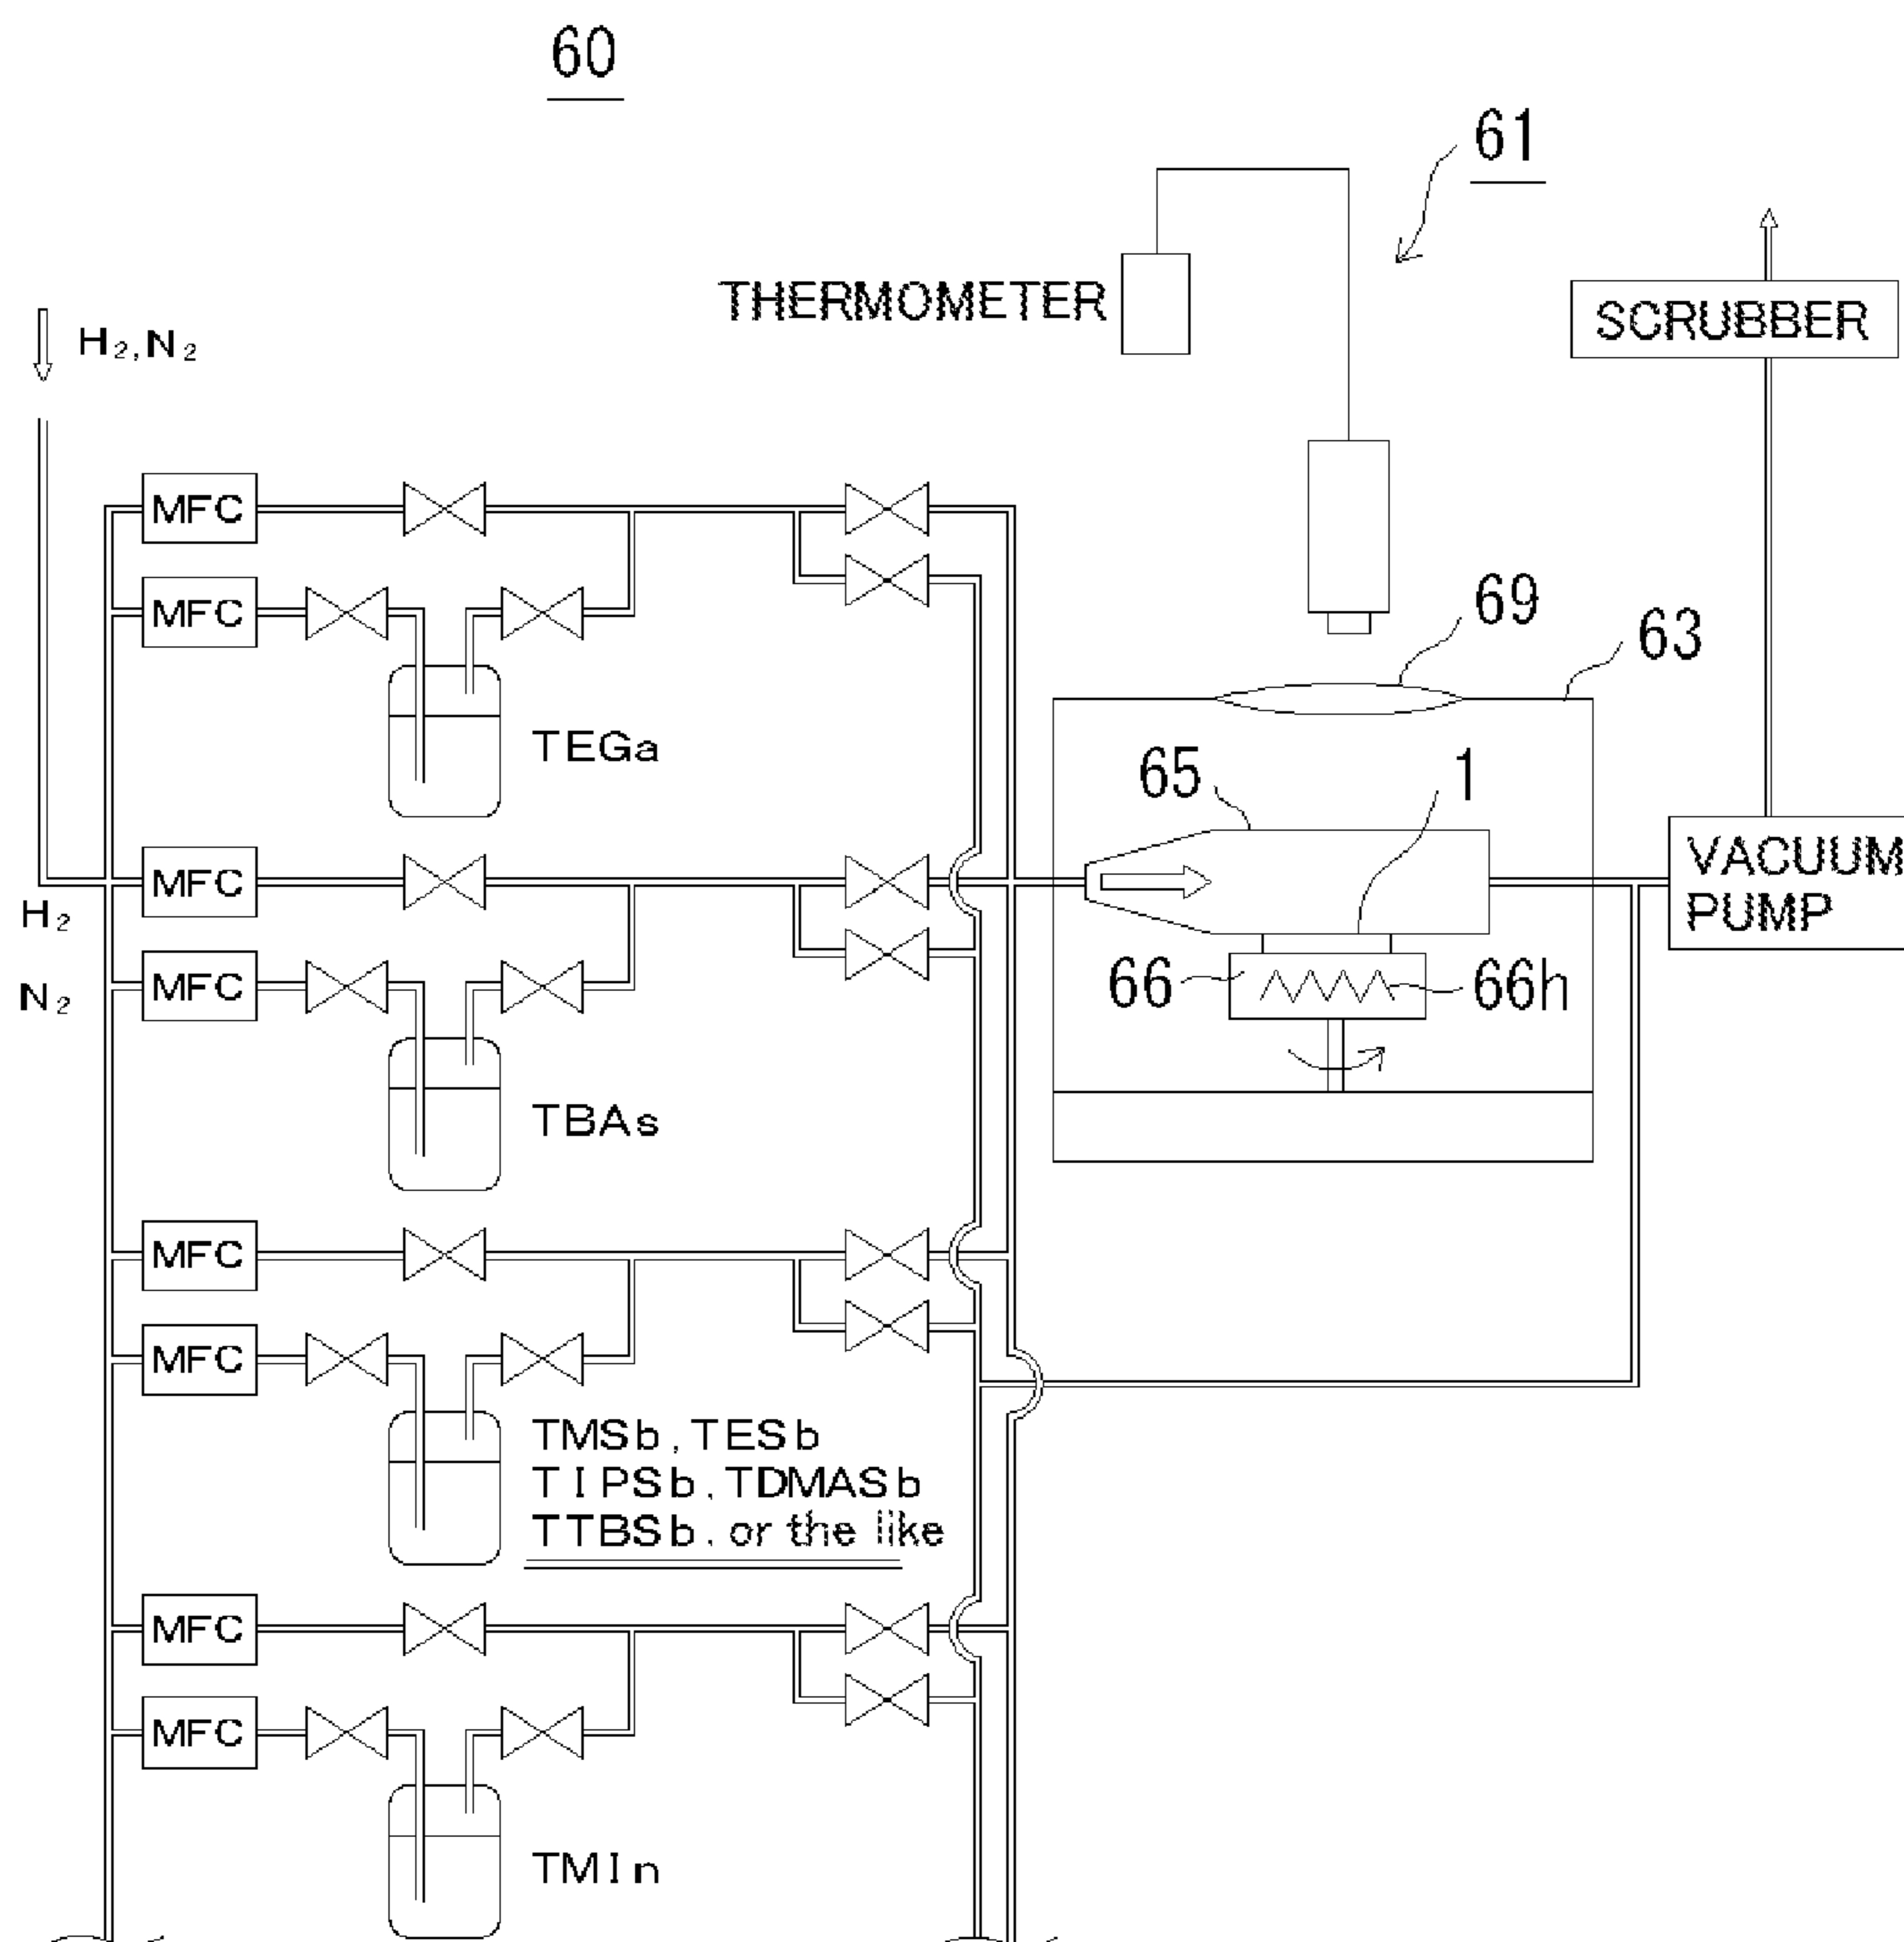 60
61
THERMOMETER
SCRUBBER
H₂,N₂
MFC
MFC
69
63
TEGa
65
1
MFC
VACUUM
PUMP
H₂
MFC
66
66h
N₂
TBAs
MFC
MFC
TMSb, TESb
TIPSb, TDMASb
TTBSb, or the like
MFC
MFC
TMIn